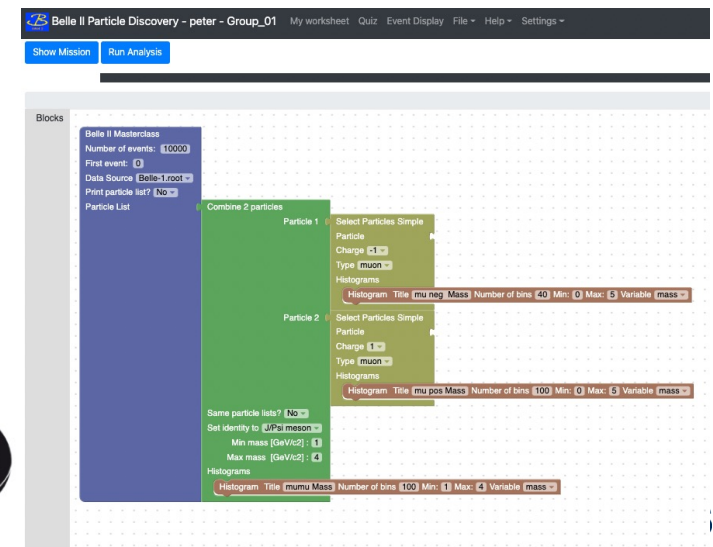 Belle II Particle Discovery - peter - Group_01 My worksheet Quiz Event Display File Help Settings
Show Mission Run Analysis
Blocks
Belle II Masterclass
Number of events: 10000
First event: 0
Data Source Belle-1.root
Print particle list? No
Particle List Combine 2 particles
Particle 1 Select Particles Simple
Particle
Charge -1
Type muon
Histograms
Histogram Title mu neg Mass Number of bins 40 Min: 0 Max: 5 Variable mass
Particle 2 Select Particles Simple
Particle
Charge 1
Type muon
Histograms
Histogram Title mu pos Mass Number of bins 100 Min: 0 Max: 5 Variable mass
Same particle lists? No
Set identity to J/Psi meson
Min mass [GeV/c2] : 1
Max mass [GeV/c2] : 4
Histograms
Histogram Title mumu Mass Number of bins 100 Min: 1 Max: 4 Variable mass